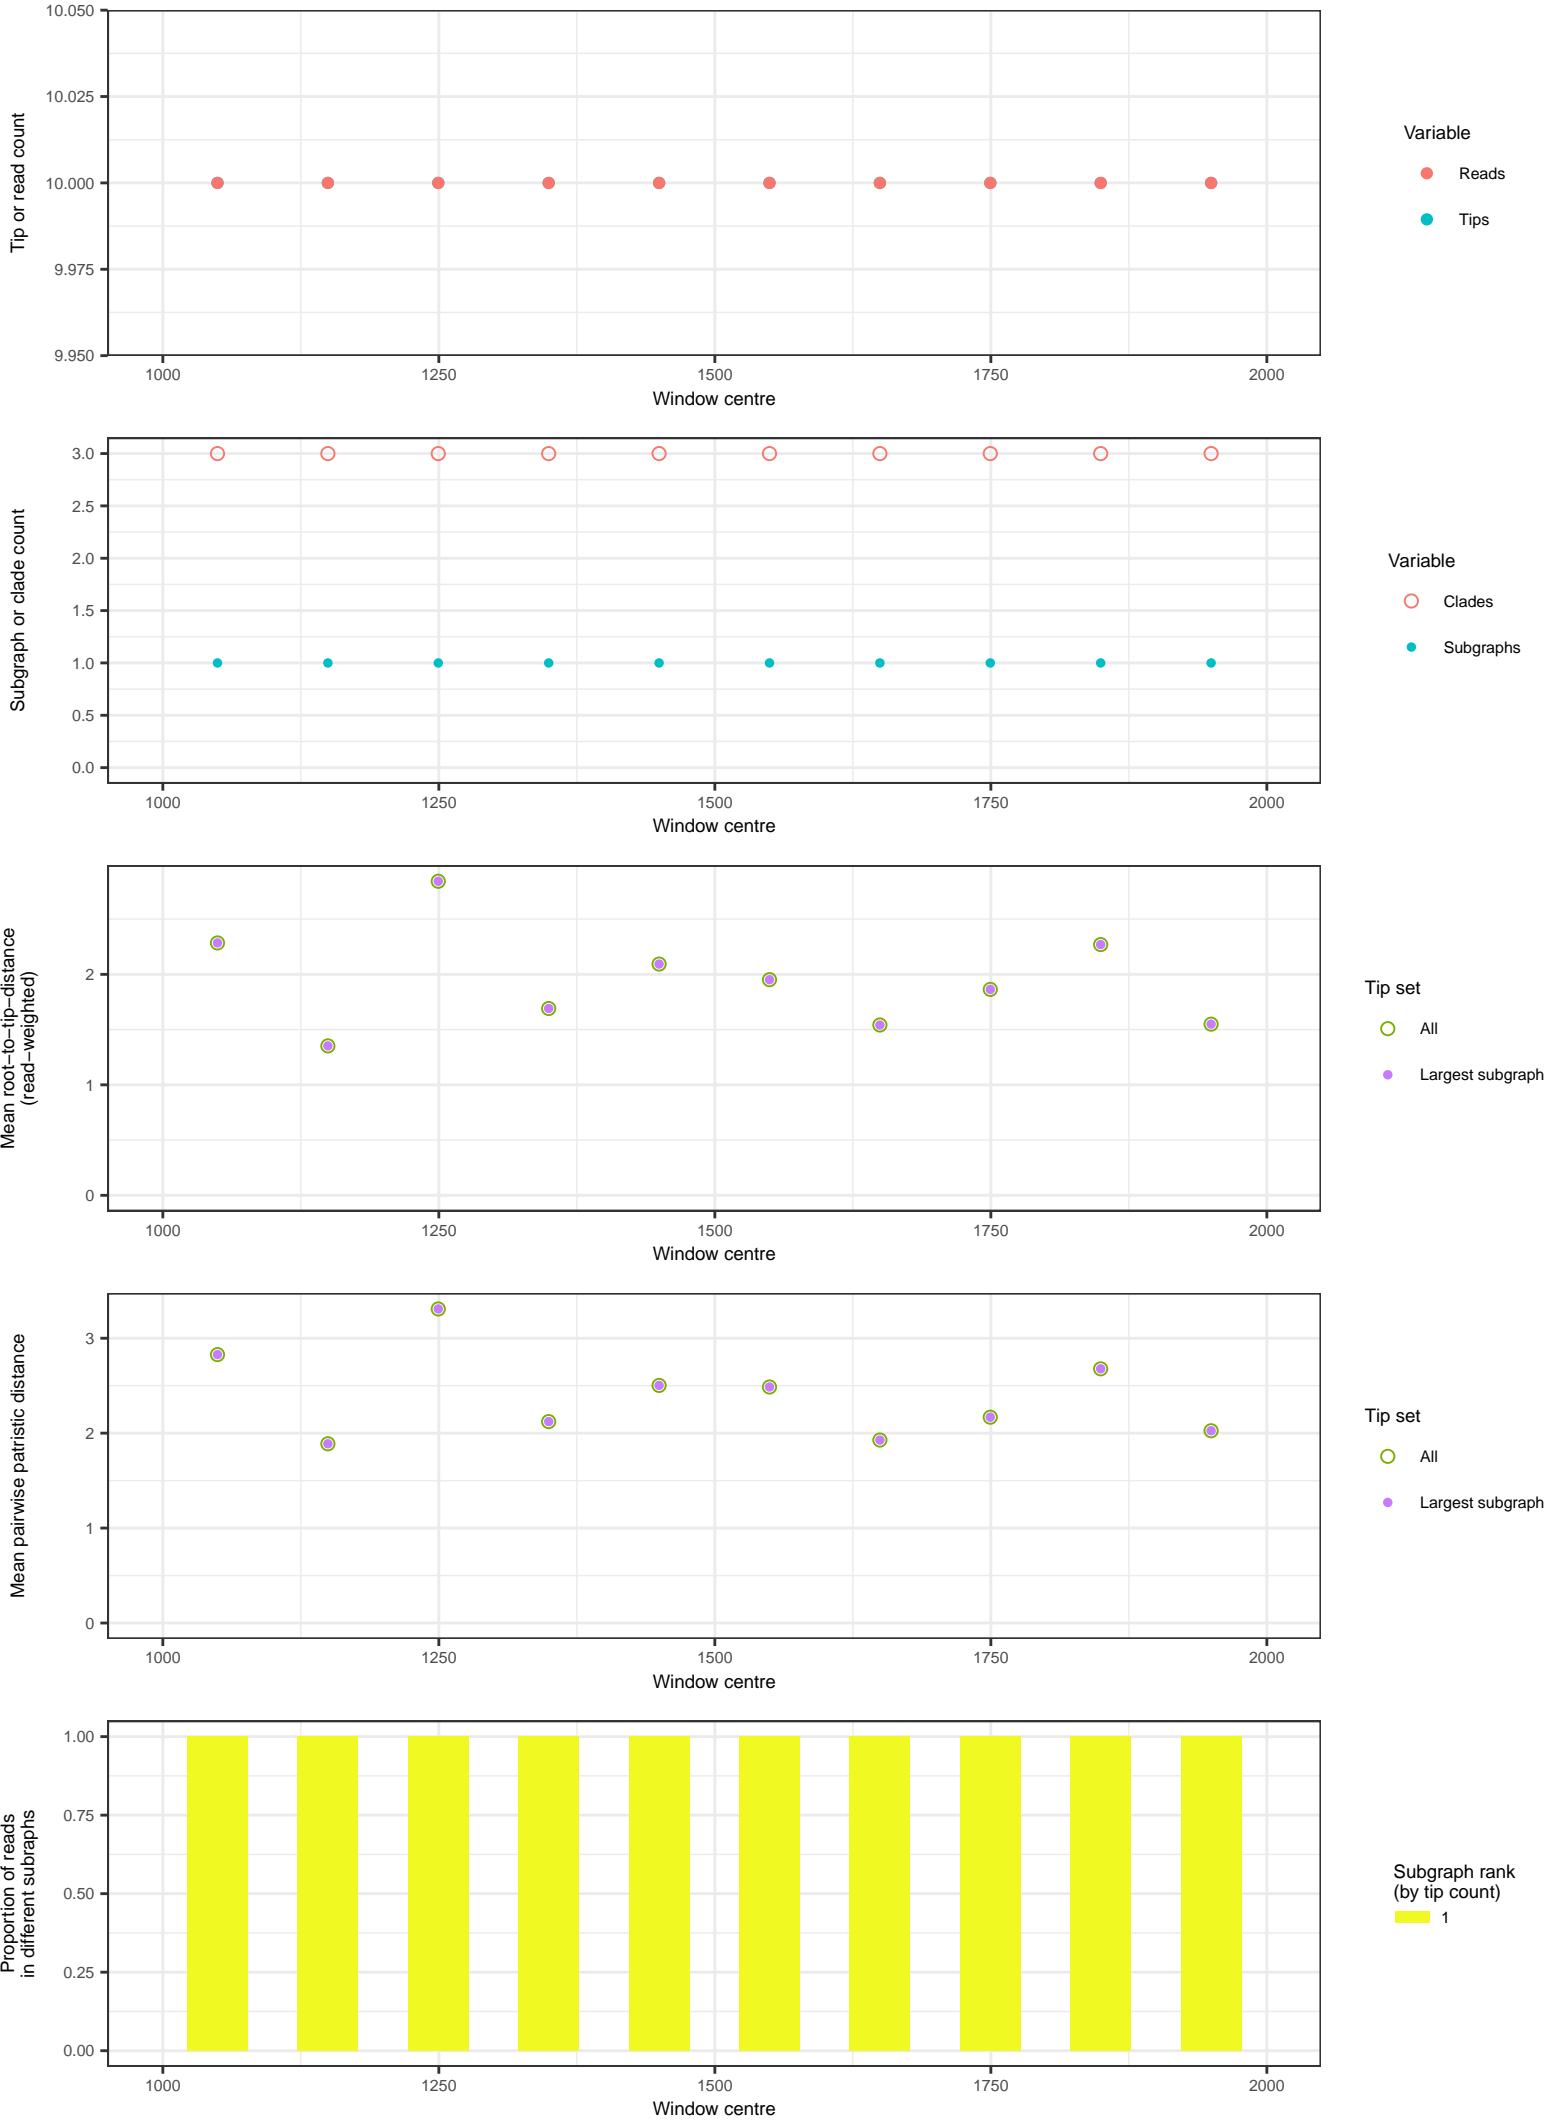 10.050
10.025
10.000
9.975
9.950
Tip or read count
1000 1250 1500 1750 2000
Window centre
Variable
Reads
Tips
3.0
2.5
2.0
1.5
1.0
0.5
0.0
Subgraph or clade count
1000 1250 1500 1750 2000
Window centre
Variable
Clades
Subgraphs
2
1
0
Mean root−to−tip−distance
(read−weighted)
1000 1250 1500 1750 2000
Window centre
Tip set
All
Largest subgraph
3
2
1
0
Mean pairwise patristic distance
1000 1250 1500 1750 2000
Window centre
Tip set
All
Largest subgraph
1.00
0.75
0.50
0.25
0.00
Proportion of reads
in different subraphs
1000 1250 1500 1750 2000
Window centre
Subgraph rank
(by tip count)
1